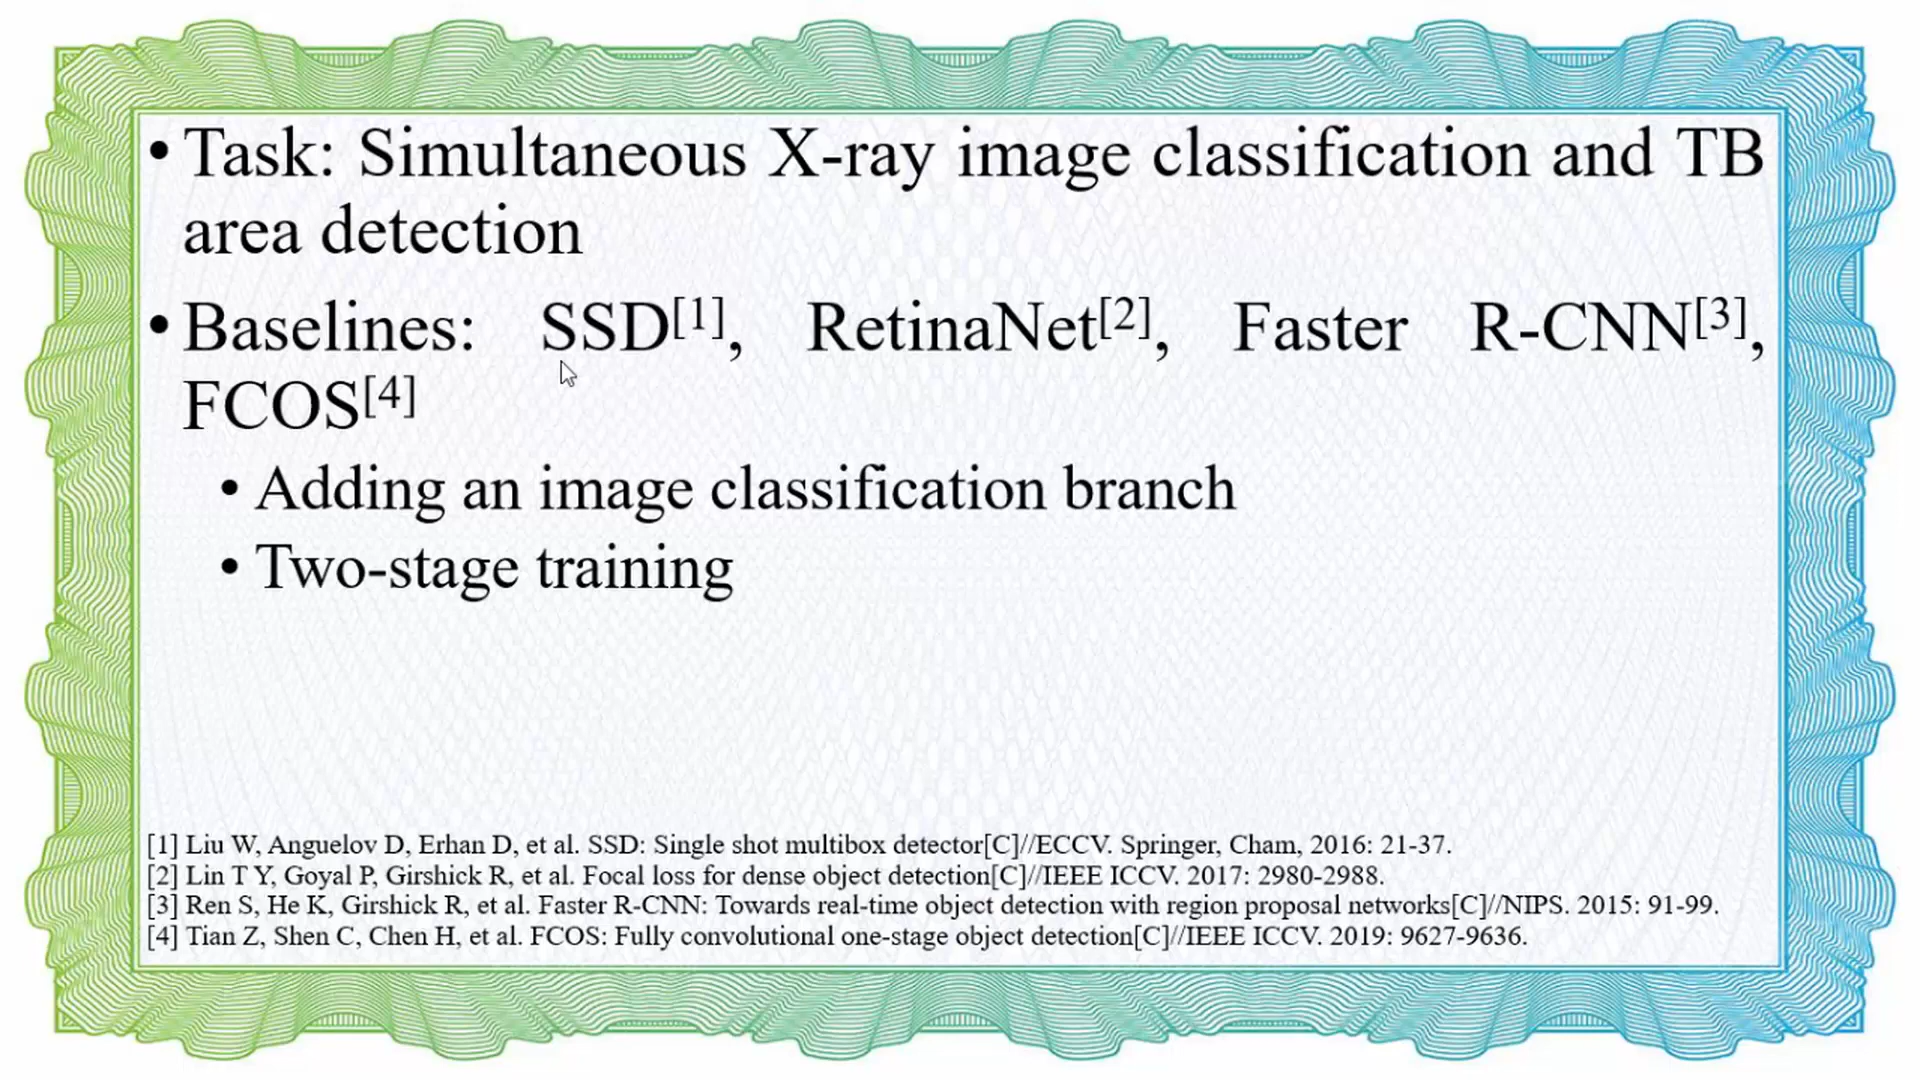 • Task: Simultaneous X-ray image classification and TB
area detection
• Baselines: SSD[1], RetinaNet[2], Faster R-CNN[3],
FCOS[4]
• Adding an image classification branch
• Two-stage training
[1] Liu W, Anguelov D, Erhan D, et al. SSD: Single shot multibox detector[C]//ECCV. Springer, Cham, 2016: 21-37.
[2] Lin T Y, Goyal P, Girshick R, et al. Focal loss for dense object detection[C]//IEEE ICCV. 2017: 2980-2988.
[3] Ren S, He K, Girshick R, et al. Faster R-CNN: Towards real-time object detection with region proposal networks[C]//NIPS. 2015: 91-99.
[4] Tian Z, Shen C, Chen H, et al. FCOS: Fully convolutional one-stage object detection[C]//IEEE ICCV. 2019: 9627-9636.